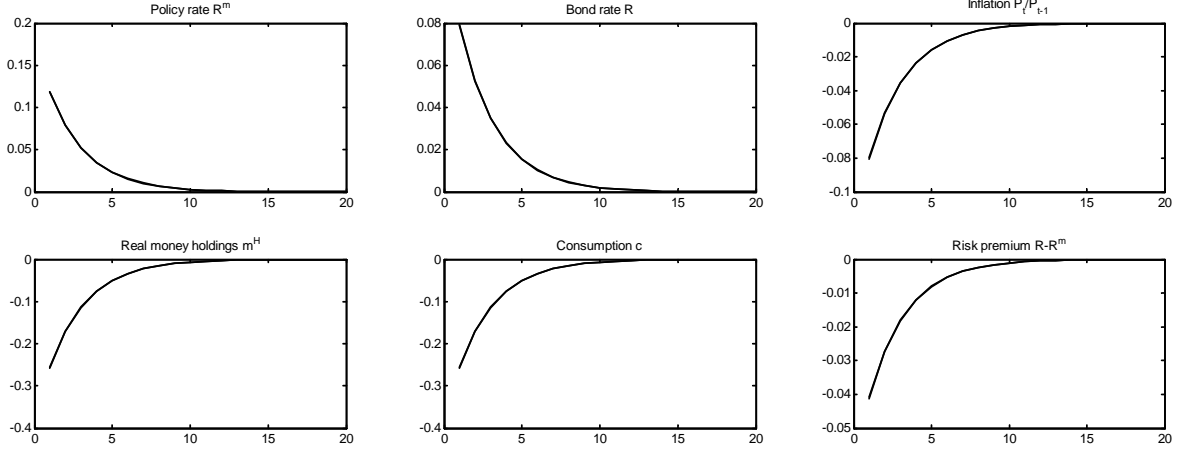 Policy rate R^m
0.2
0.15
0.1
0.05
0
0 5 10 15 20
Bond rate R
0.08
0.06
0.04
0.02
0
0 5 10 15 20
Inflation P_t/P_{t-1}
0
-0.02
-0.04
-0.06
-0.08
-0.1
0 5 10 15 20
Real money holdings m^H
0
-0.1
-0.2
-0.3
-0.4
0 5 10 15 20
Consumption c
0
-0.1
-0.2
-0.3
-0.4
0 5 10 15 20
Risk premium R-R^m
0
-0.01
-0.02
-0.03
-0.04
-0.05
0 5 10 15 20